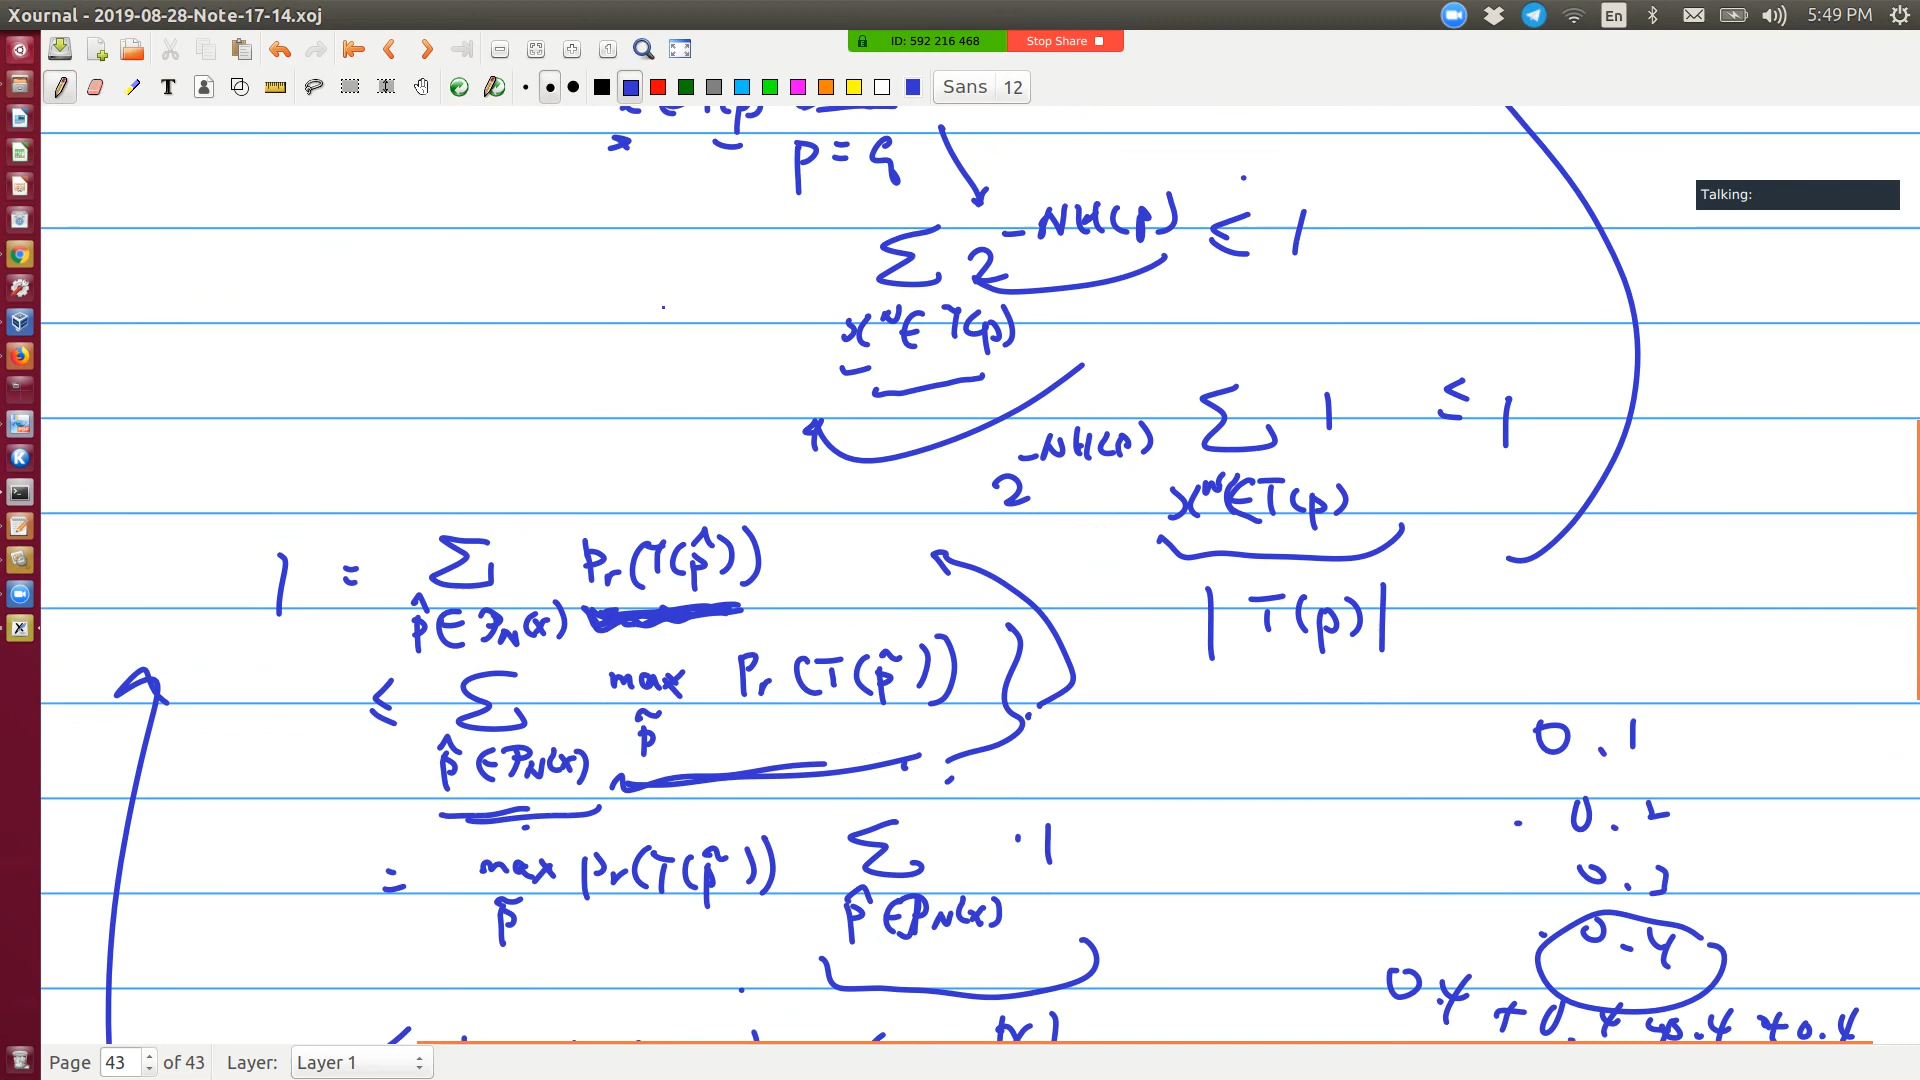 Xournal - 2019-08-28-Note-17-14.xoj
En
5:49 PM
ID: 592 216 468
Stop Share
Sans 12
Talking:
p = q
∑ 2^{-NH(p)} ≤ 1
x^N ∈ T(p)
2^{-NH(p)} ∑ 1 ≤ 1
x^N ∈ T(p)
|T(p)|
1 = ∑ Pr(T(p̂))
p̂ ∈ P_N(x)
≤ ∑ max Pr(T(p̃))
p̂ ∈ P_N(x) p̃
= max Pr(T(p̃)) ∑ 1
p̃ p̂ ∈ P_N(x)
0.1
0.2
0.3
0.4
0.4 + 0.4 + 0.4 + 0.4
Page 43 of 43 Layer: Layer 1